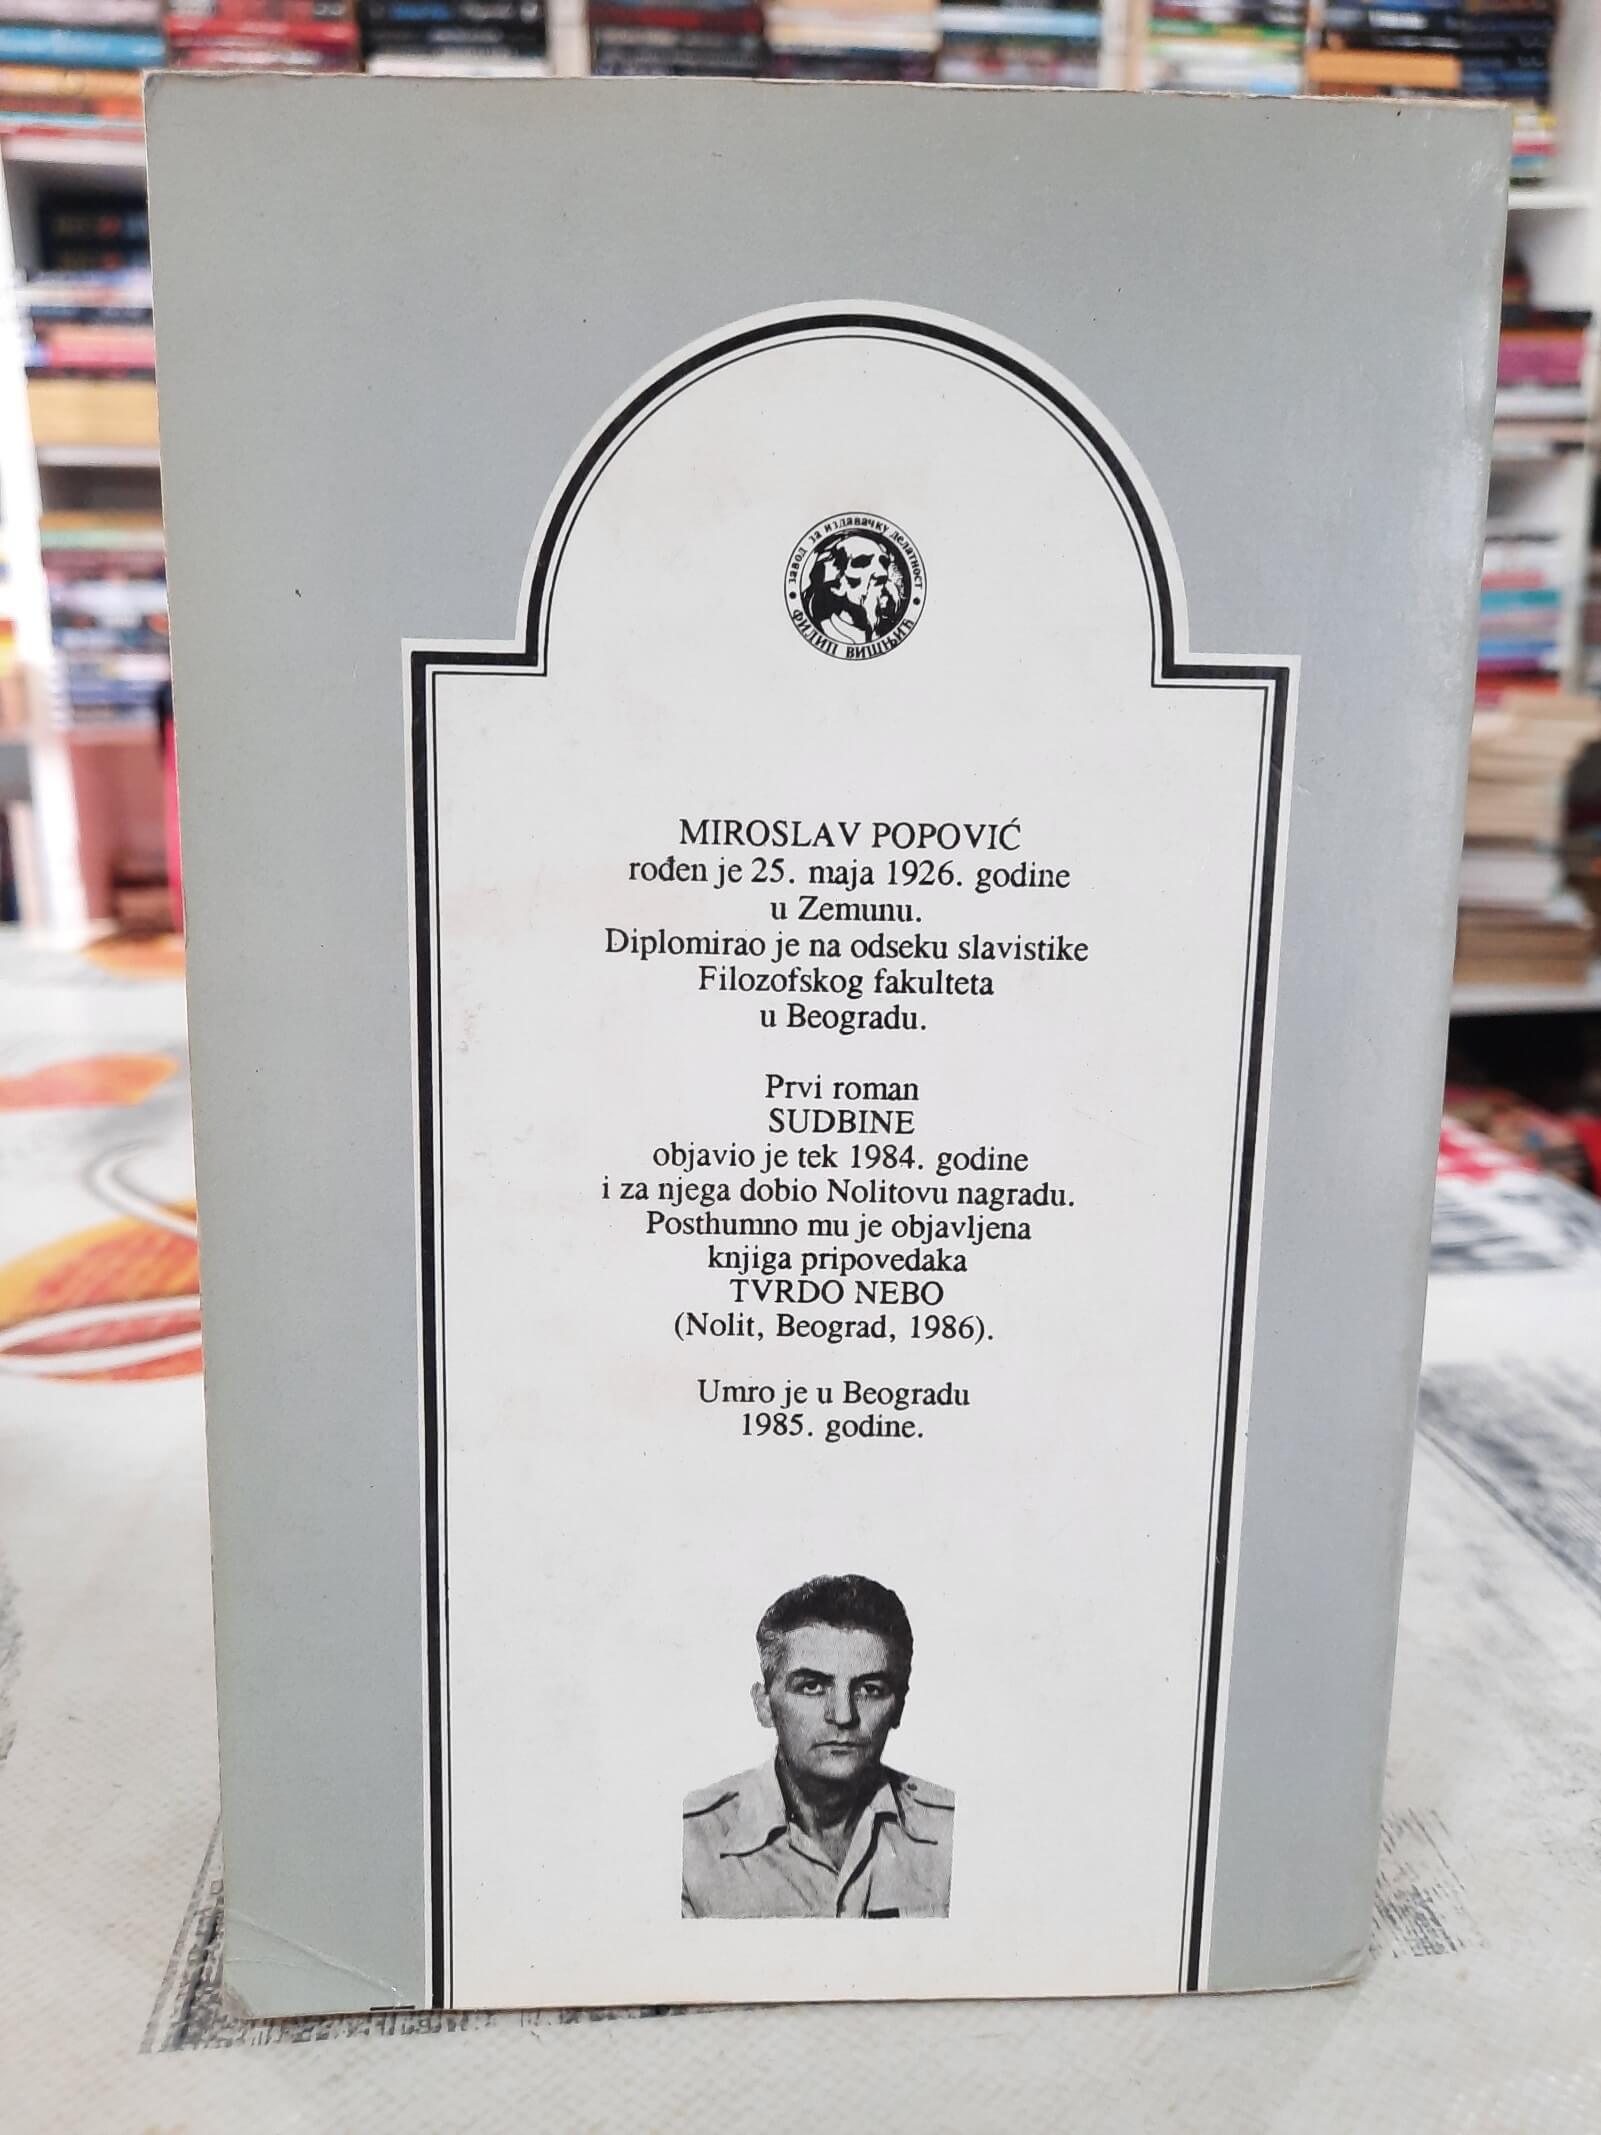 завод за издавачку делатност
ФИЛИП ВИШЊИЋ
MIROSLAV POPOVIĆ
rođen je 25. maja 1926. godine
u Zemunu.
Diplomirao je na odseku slavistike
Filozofskog fakulteta
u Beogradu.
Prvi roman
SUDBINE
objavio je tek 1984. godine
i za njega dobio Nolitovu nagradu.
Posthumno mu je objavljena
knjiga pripovedaka
TVRDO NEBO
(Nolit, Beograd, 1986).
Umro je u Beogradu
1985. godine.